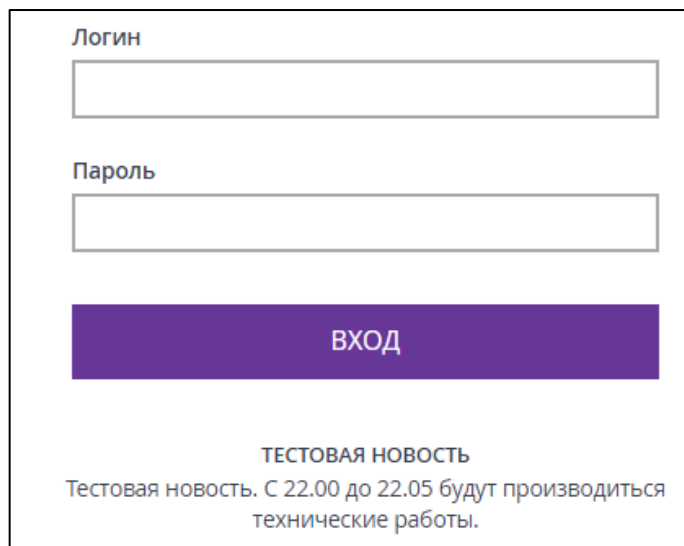 Логин
Пароль
ВХОД
ТЕСТОВАЯ НОВОСТЬ
Тестовая новость. С 22.00 до 22.05 будут производиться
технические работы.